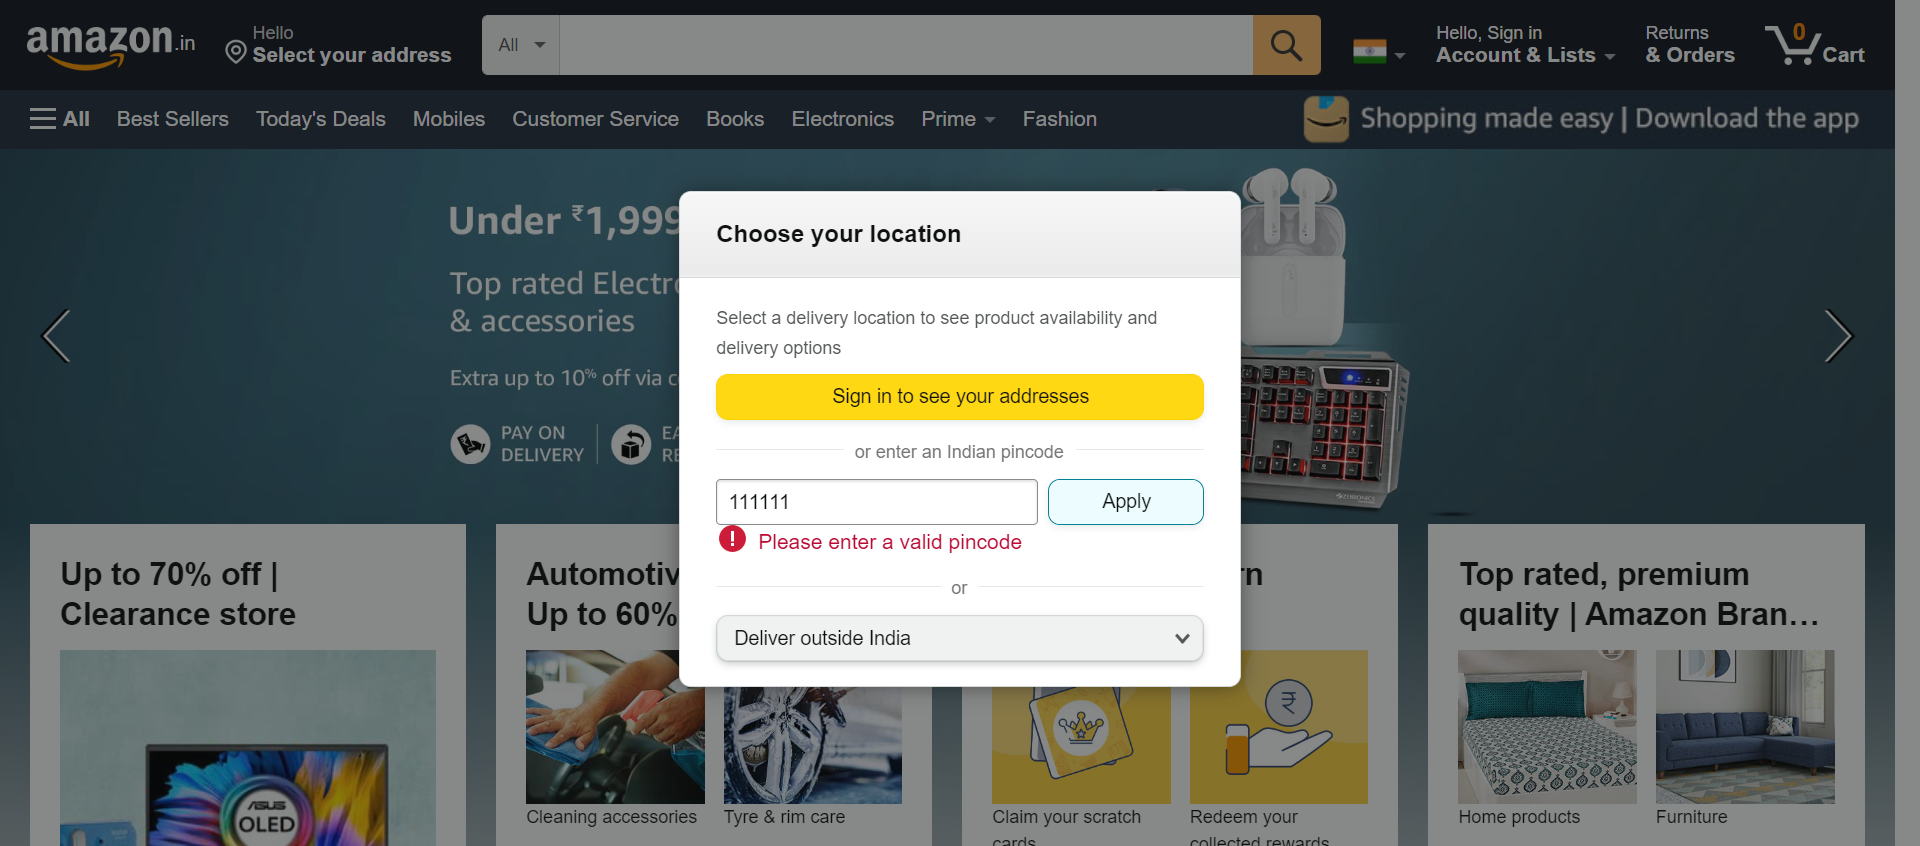 amazon.in
Hello
Select your address
All
Hello, Sign in
Account & Lists
Returns
& Orders
0
Cart
All
Best Sellers
Today's Deals
Mobiles
Customer Service
Books
Electronics
Prime
Fashion
Shopping made easy | Download the app
Under ₹1,999
Top rated Electro
& accessories
Extra up to 10% off via c
PAY ON
DELIVERY
EA
RE
Choose your location
Select a delivery location to see product availability and
delivery options
Sign in to see your addresses
or enter an Indian pincode
111111
Apply
! Please enter a valid pincode
or
Deliver outside India
ZEBRONICS
Up to 70% off |
Clearance store
ASUS
OLED
Automotiv
Up to 60%
Cleaning accessories
Tyre & rim care
rn
Claim your scratch
cards
Redeem your
collected rewards
Top rated, premium
quality | Amazon Bran…
Home products
Furniture